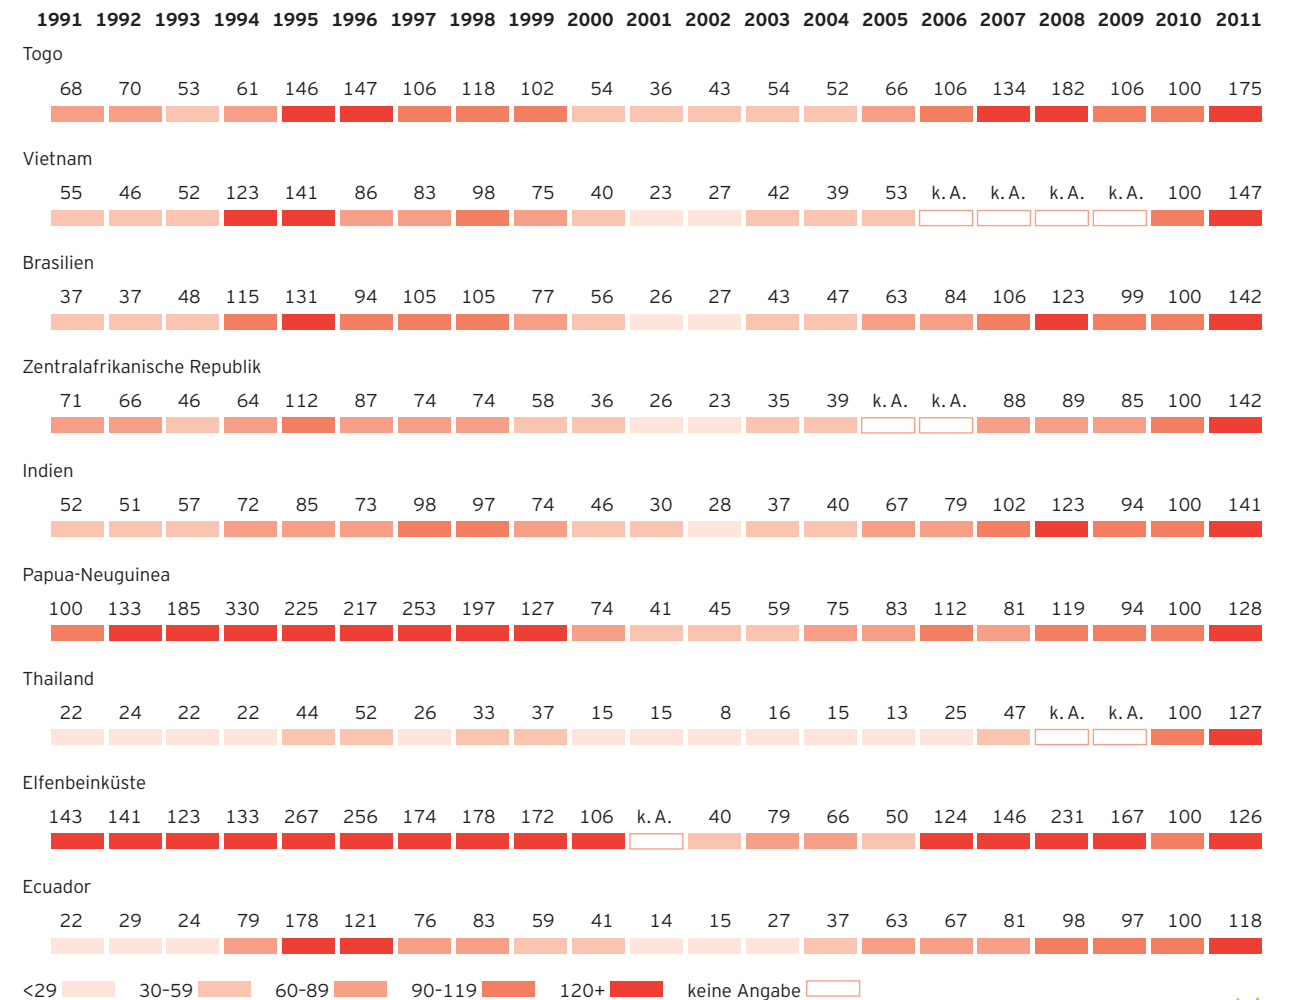 1991 1992 1993 1994 1995 1996 1997 1998 1999 2000 2001 2002 2003 2004 2005 2006 2007 2008 2009 2010 2011
Togo
68 70 53 61 146 147 106 118 102 54 36 43 54 52 66 106 134 182 106 100 175
Vietnam
55 46 52 123 141 86 83 98 75 40 23 27 42 39 53 k. A. k. A. k. A. k. A. 100 147
Brasilien
37 37 48 115 131 94 105 105 77 56 26 27 43 47 63 84 106 123 99 100 142
Zentralafrikanische Republik
71 66 46 64 112 87 74 74 58 36 26 23 35 39 k. A. k. A. 88 89 85 100 142
Indien
52 51 57 72 85 73 98 97 74 46 30 28 37 40 67 79 102 123 94 100 141
Papua-Neuguinea
100 133 185 330 225 217 253 197 127 74 41 45 59 75 83 112 81 119 94 100 128
Thailand
22 24 22 22 44 52 26 33 37 15 15 8 16 15 13 25 47 k. A. k. A. 100 127
Elfenbeinküste
143 141 123 133 267 256 174 178 172 106 k. A. 40 79 66 50 124 146 231 167 100 126
Ecuador
22 29 24 79 178 121 76 83 59 41 14 15 27 37 63 67 81 98 97 100 118
<29 30–59 60–89 90–119 120+ keine Angabe